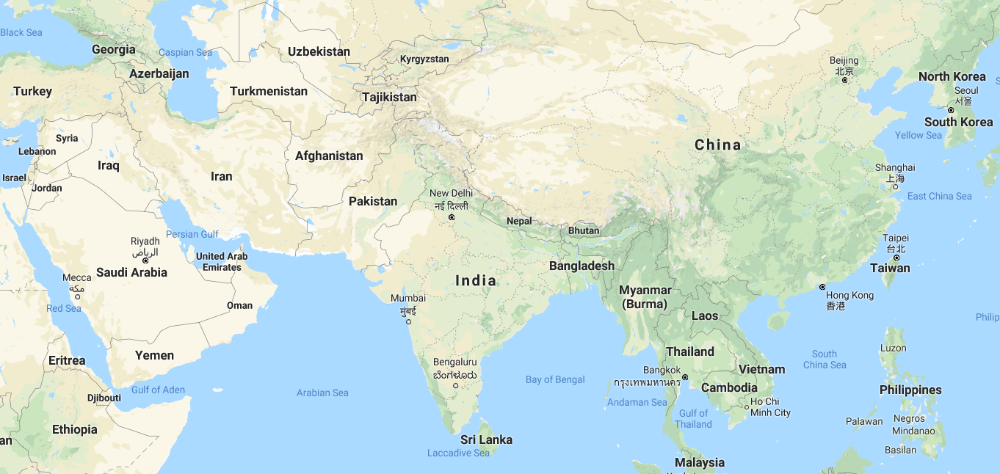 Black Sea
Georgia
Caspian Sea
Uzbekistan
Kyrgyzstan
Beijing
北京
Azerbaijan
North Korea
Turkey
Turkmenistan
Tajikistan
Seoul
서울
South Korea
Syria
Yellow Sea
Lebanon
Afghanistan
China
Iraq
Iran
Israel
Jordan
Shanghai
上海
New Delhi
नई दिल्ली
Pakistan
East China Sea
Nepal
Bhutan
Persian Gulf
Riyadh
الرياض
Taipei
台北
United Arab
Emirates
Saudi Arabia
Bangladesh
Taiwan
Mecca
مكة
India
Myanmar
(Burma)
Hong Kong
香港
Mumbai
मुंबई
Oman
Red Sea
Laos
Philip
Yemen
Eritrea
Thailand
Luzon
South
China Sea
Bengaluru
ಬೆಂಗಳೂರು
Vietnam
Bangkok
กรุงเทพมหานคร
Bay of Bengal
Gulf of Aden
Arabian Sea
Cambodia
Philippines
Djibouti
Andaman Sea
Ho Chi
Minh City
Gulf of
Thailand
Ethiopia
Palawan
Negros
Mindanao
an
Sri Lanka
Laccadive Sea
Basilan
Malaysia